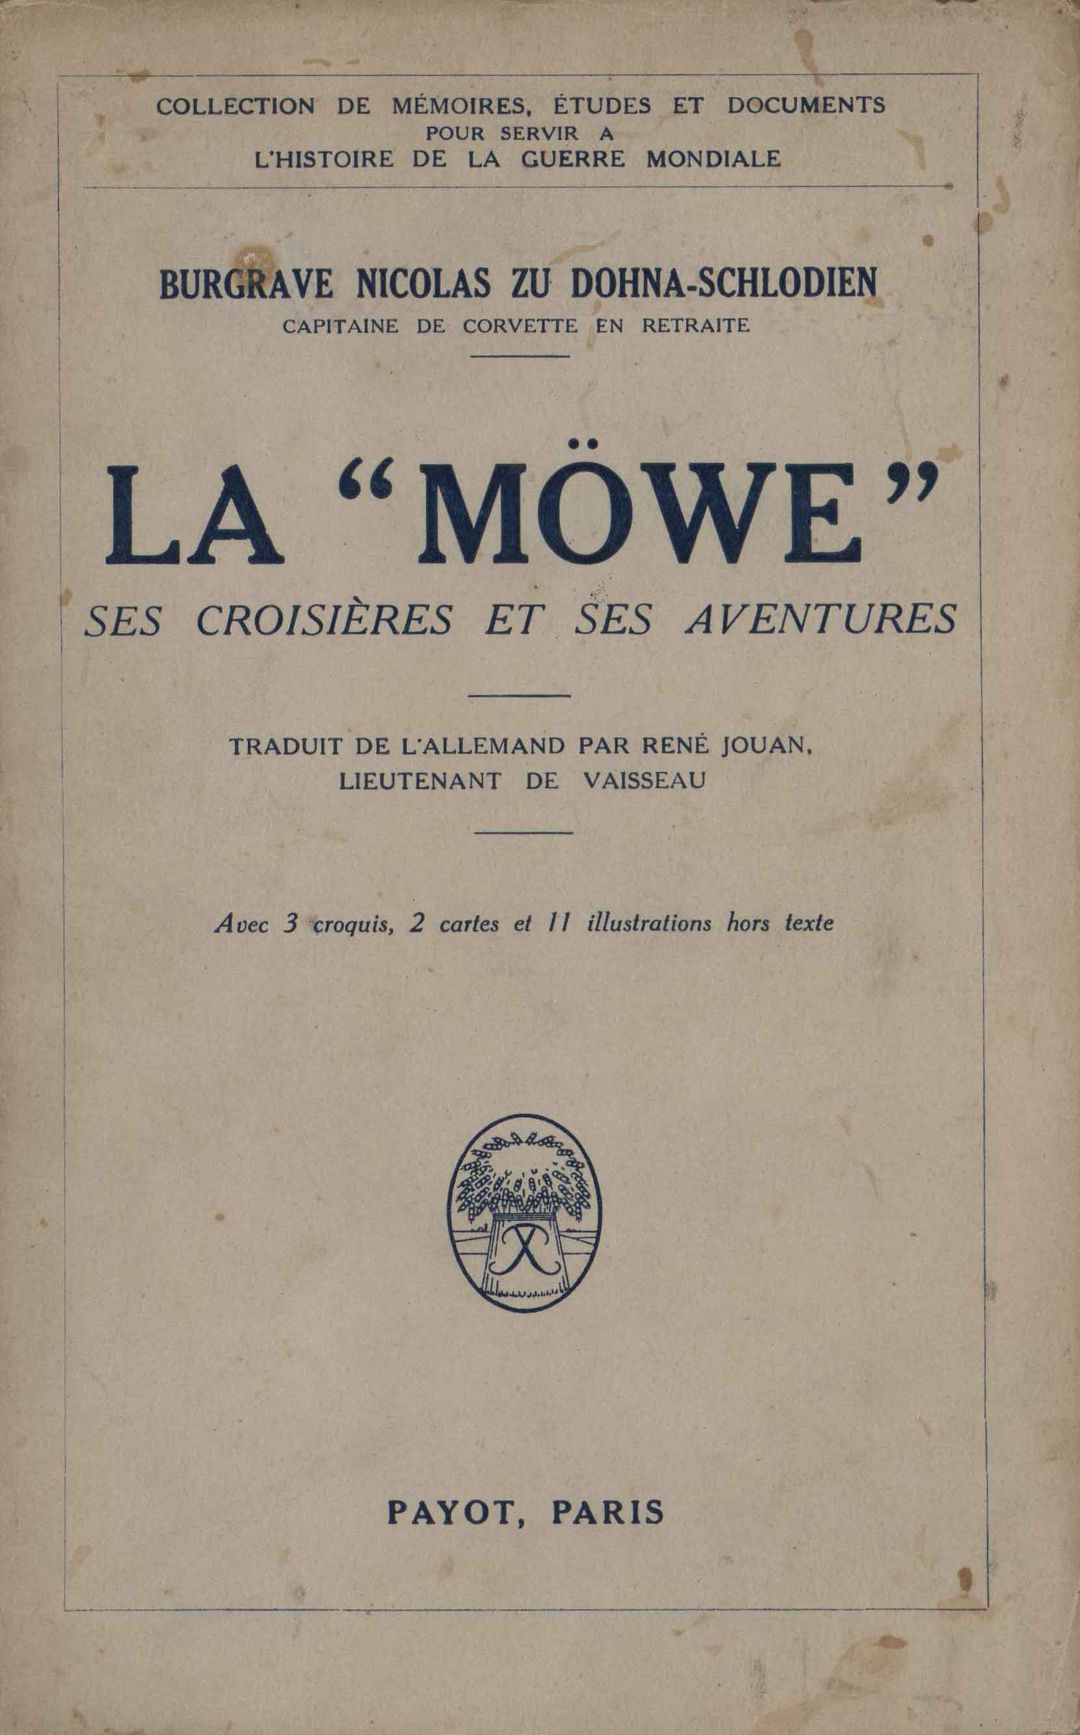 COLLECTION DE MÉMOIRES, ÉTUDES ET DOCUMENTS
POUR SERVIR A
L'HISTOIRE DE LA GUERRE MONDIALE
BURGRAVE NICOLAS ZU DOHNA-SCHLODIEN
CAPITAINE DE CORVETTE EN RETRAITE
LA “MÖWE”
SES CROISIÈRES ET SES AVENTURES
TRADUIT DE L'ALLEMAND PAR RENÉ JOUAN,
LIEUTENANT DE VAISSEAU
Avec 3 croquis, 2 cartes et 11 illustrations hors texte
PAYOT, PARIS